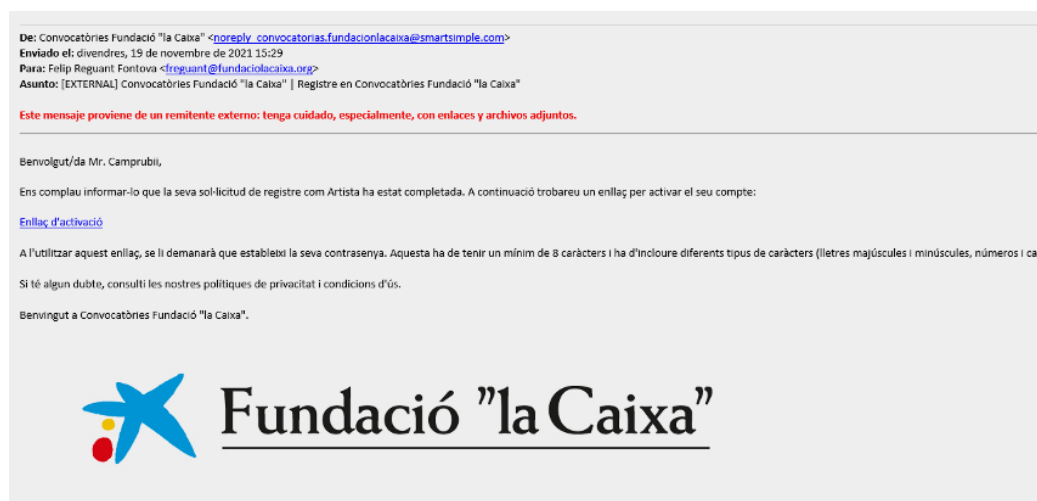 De: Convocatòries Fundació "la Caixa" <noreply_convocatorias.fundacionlacaixa@smartsimple.com>
Enviado el: divendres, 19 de novembre de 2021 15:29
Para: Felip Reguant Fontova <freguant@fundaciolacaixa.org>
Asunto: [EXTERNAL] Convocatòries Fundació "la Caixa" | Registre en Convocatòries Fundació "la Caixa"
Este mensaje proviene de un remitente externo: tenga cuidado, especialmente, con enlaces y archivos adjuntos.
Benvolgut/da Mr. Camprubii,
Ens complau informar-lo que la seva sol·licitud de registre com Artista ha estat completada. A continuació trobareu un enllaç per activar el seu compte:
Enllaç d'activació
A l'utilitzar aquest enllaç, se li demanarà que estableixi la seva contrasenya. Aquesta ha de tenir un mínim de 8 caràcters i ha d'incloure diferents tipus de caràcters (lletres majúscules i minúscules, números i ca
Si té algun dubte, consulti les nostres polítiques de privacitat i condicions d'ús.
Benvingut a Convocatòries Fundació "la Caixa".
Fundació "la Caixa"